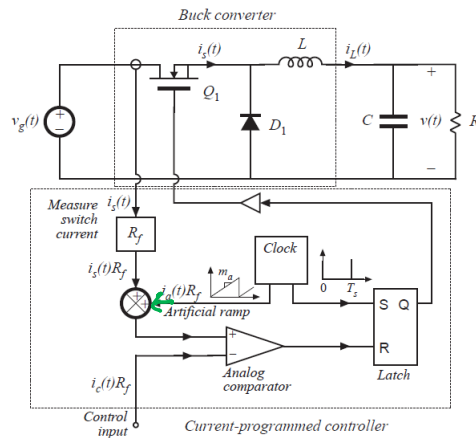 Buck converter
i_s(t)
L
i_L(t)
Q_1
v_g(t)
+
−
D_1
C
+
v(t)
−
R
Measure
switch
current
i_s(t)
R_f
Clock
i_s(t)R_f
m_a
0
T_s
+
+
i_a(t)R_f
Artificial ramp
S Q
+
−
R
Analog
comparator
Latch
i_c(t)R_f
Control
input
Current-programmed controller